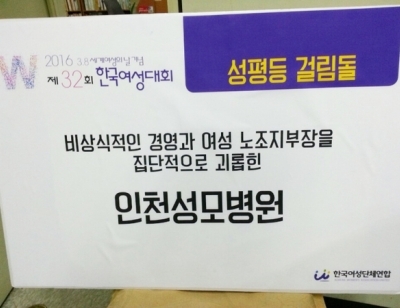 W
2016 3.8 세계여성의날 기념
제32회 한국여성대회
성평등 걸림돌
비상식적인 경영과 여성 노조지부장을
집단적으로 괴롭힌
인천성모병원
한국여성단체연합